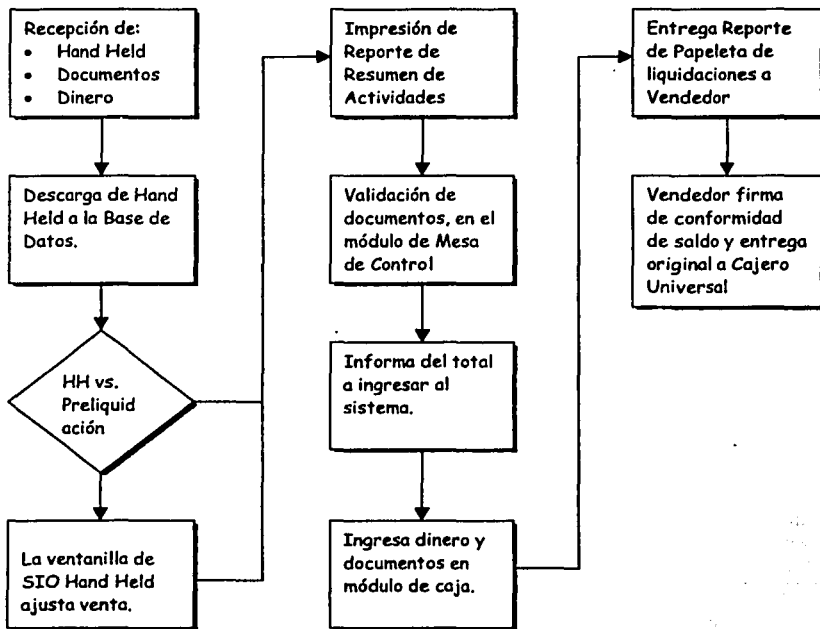 Recepción de:
• Hand Held
• Documentos
• Dinero
Descarga de Hand
Held a la Base de
Datos.
HH vs.
Preliquid
ación
La ventanilla de
SIO Hand Held
ajusta venta.
Impresión de
Reporte de
Resumen de
Actividades
Validación de
documentos, en el
módulo de Mesa
de Control
Informa del total
a ingresar al
sistema.
Ingresa dinero y
documentos en
módulo de caja.
Entrega Reporte
de Papeleta de
liquidaciones a
Vendedor
Vendedor firma
de conformidad
de saldo y entrega
original a Cajero
Universal